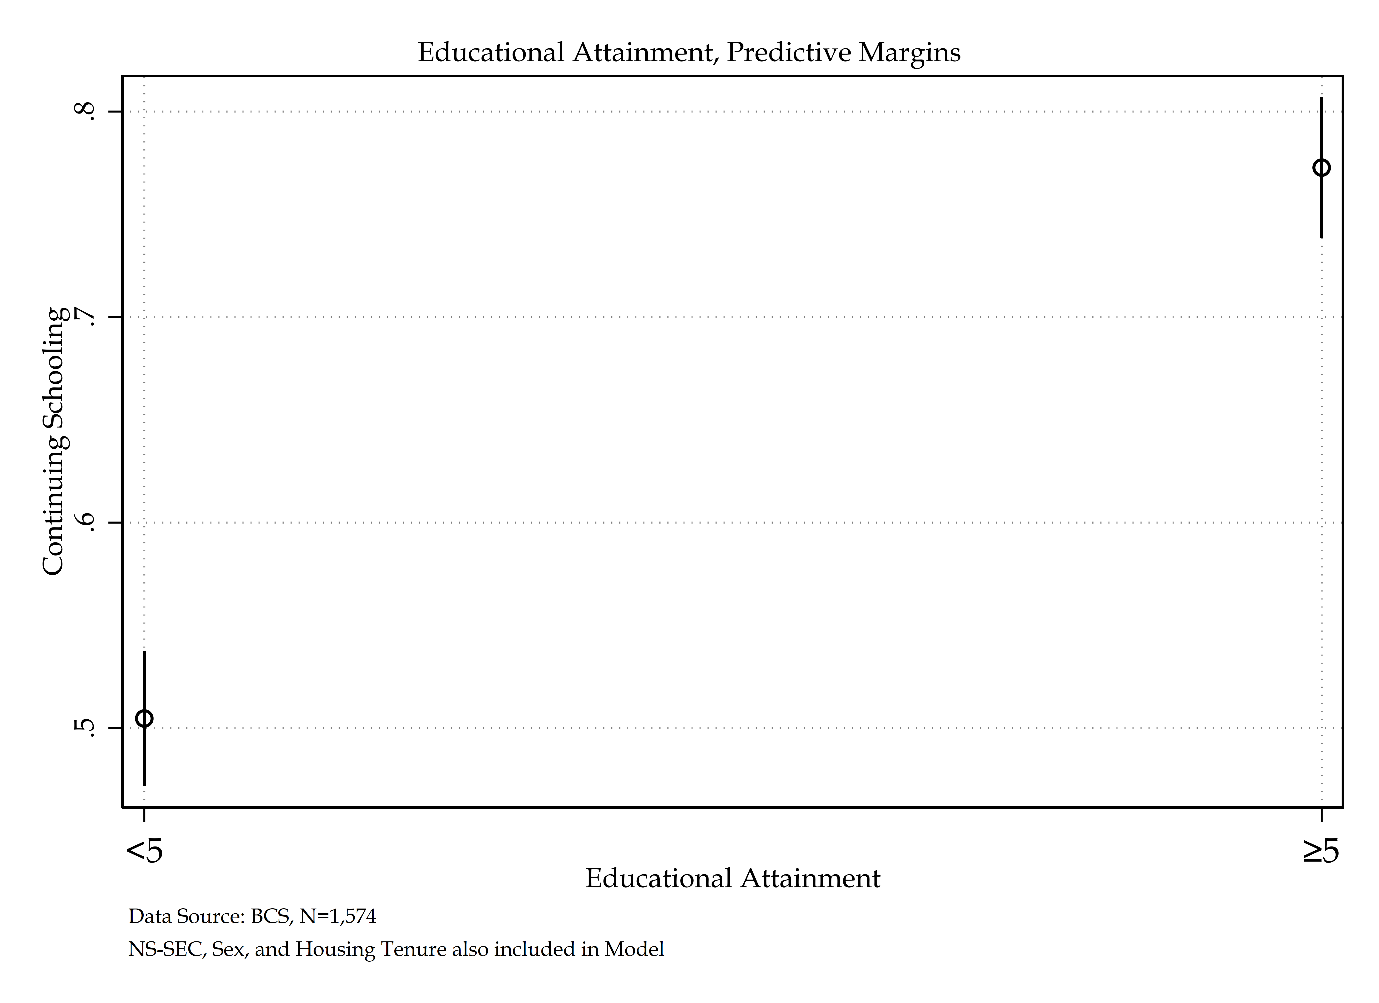 Educational Attainment, Predictive Margins
.8
.7
.6
.5
Continuing Schooling
<5
≥5
Educational Attainment
Data Source: BCS, N=1,574
NS-SEC, Sex, and Housing Tenure also included in Model